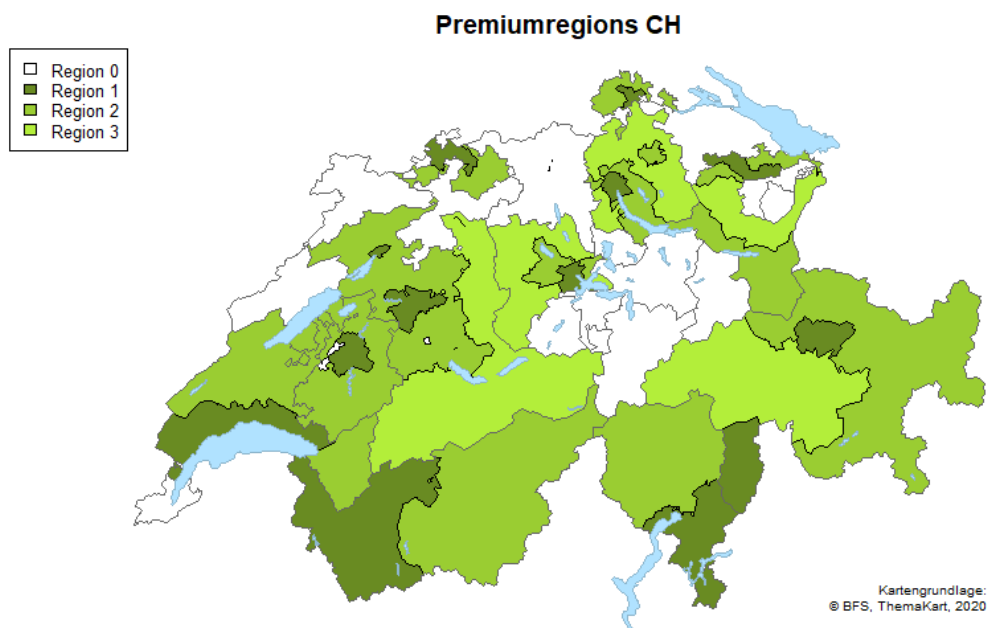 Premiumregions CH
Region 0
Region 1
Region 2
Region 3
Kartengrundlage:
© BFS, ThemaKart, 2020